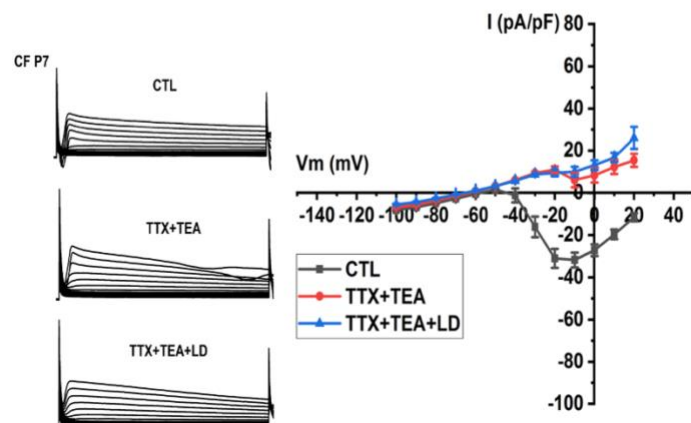 CF P7
CTL
TTX+TEA
TTX+TEA+LD
I (pA/pF)
Vm (mV)
80
60
40
20
0
-20
-40
-60
-80
-100
-140 -120 -100 -80 -60 -40 -20 0 20 40
CTL
TTX+TEA
TTX+TEA+LD